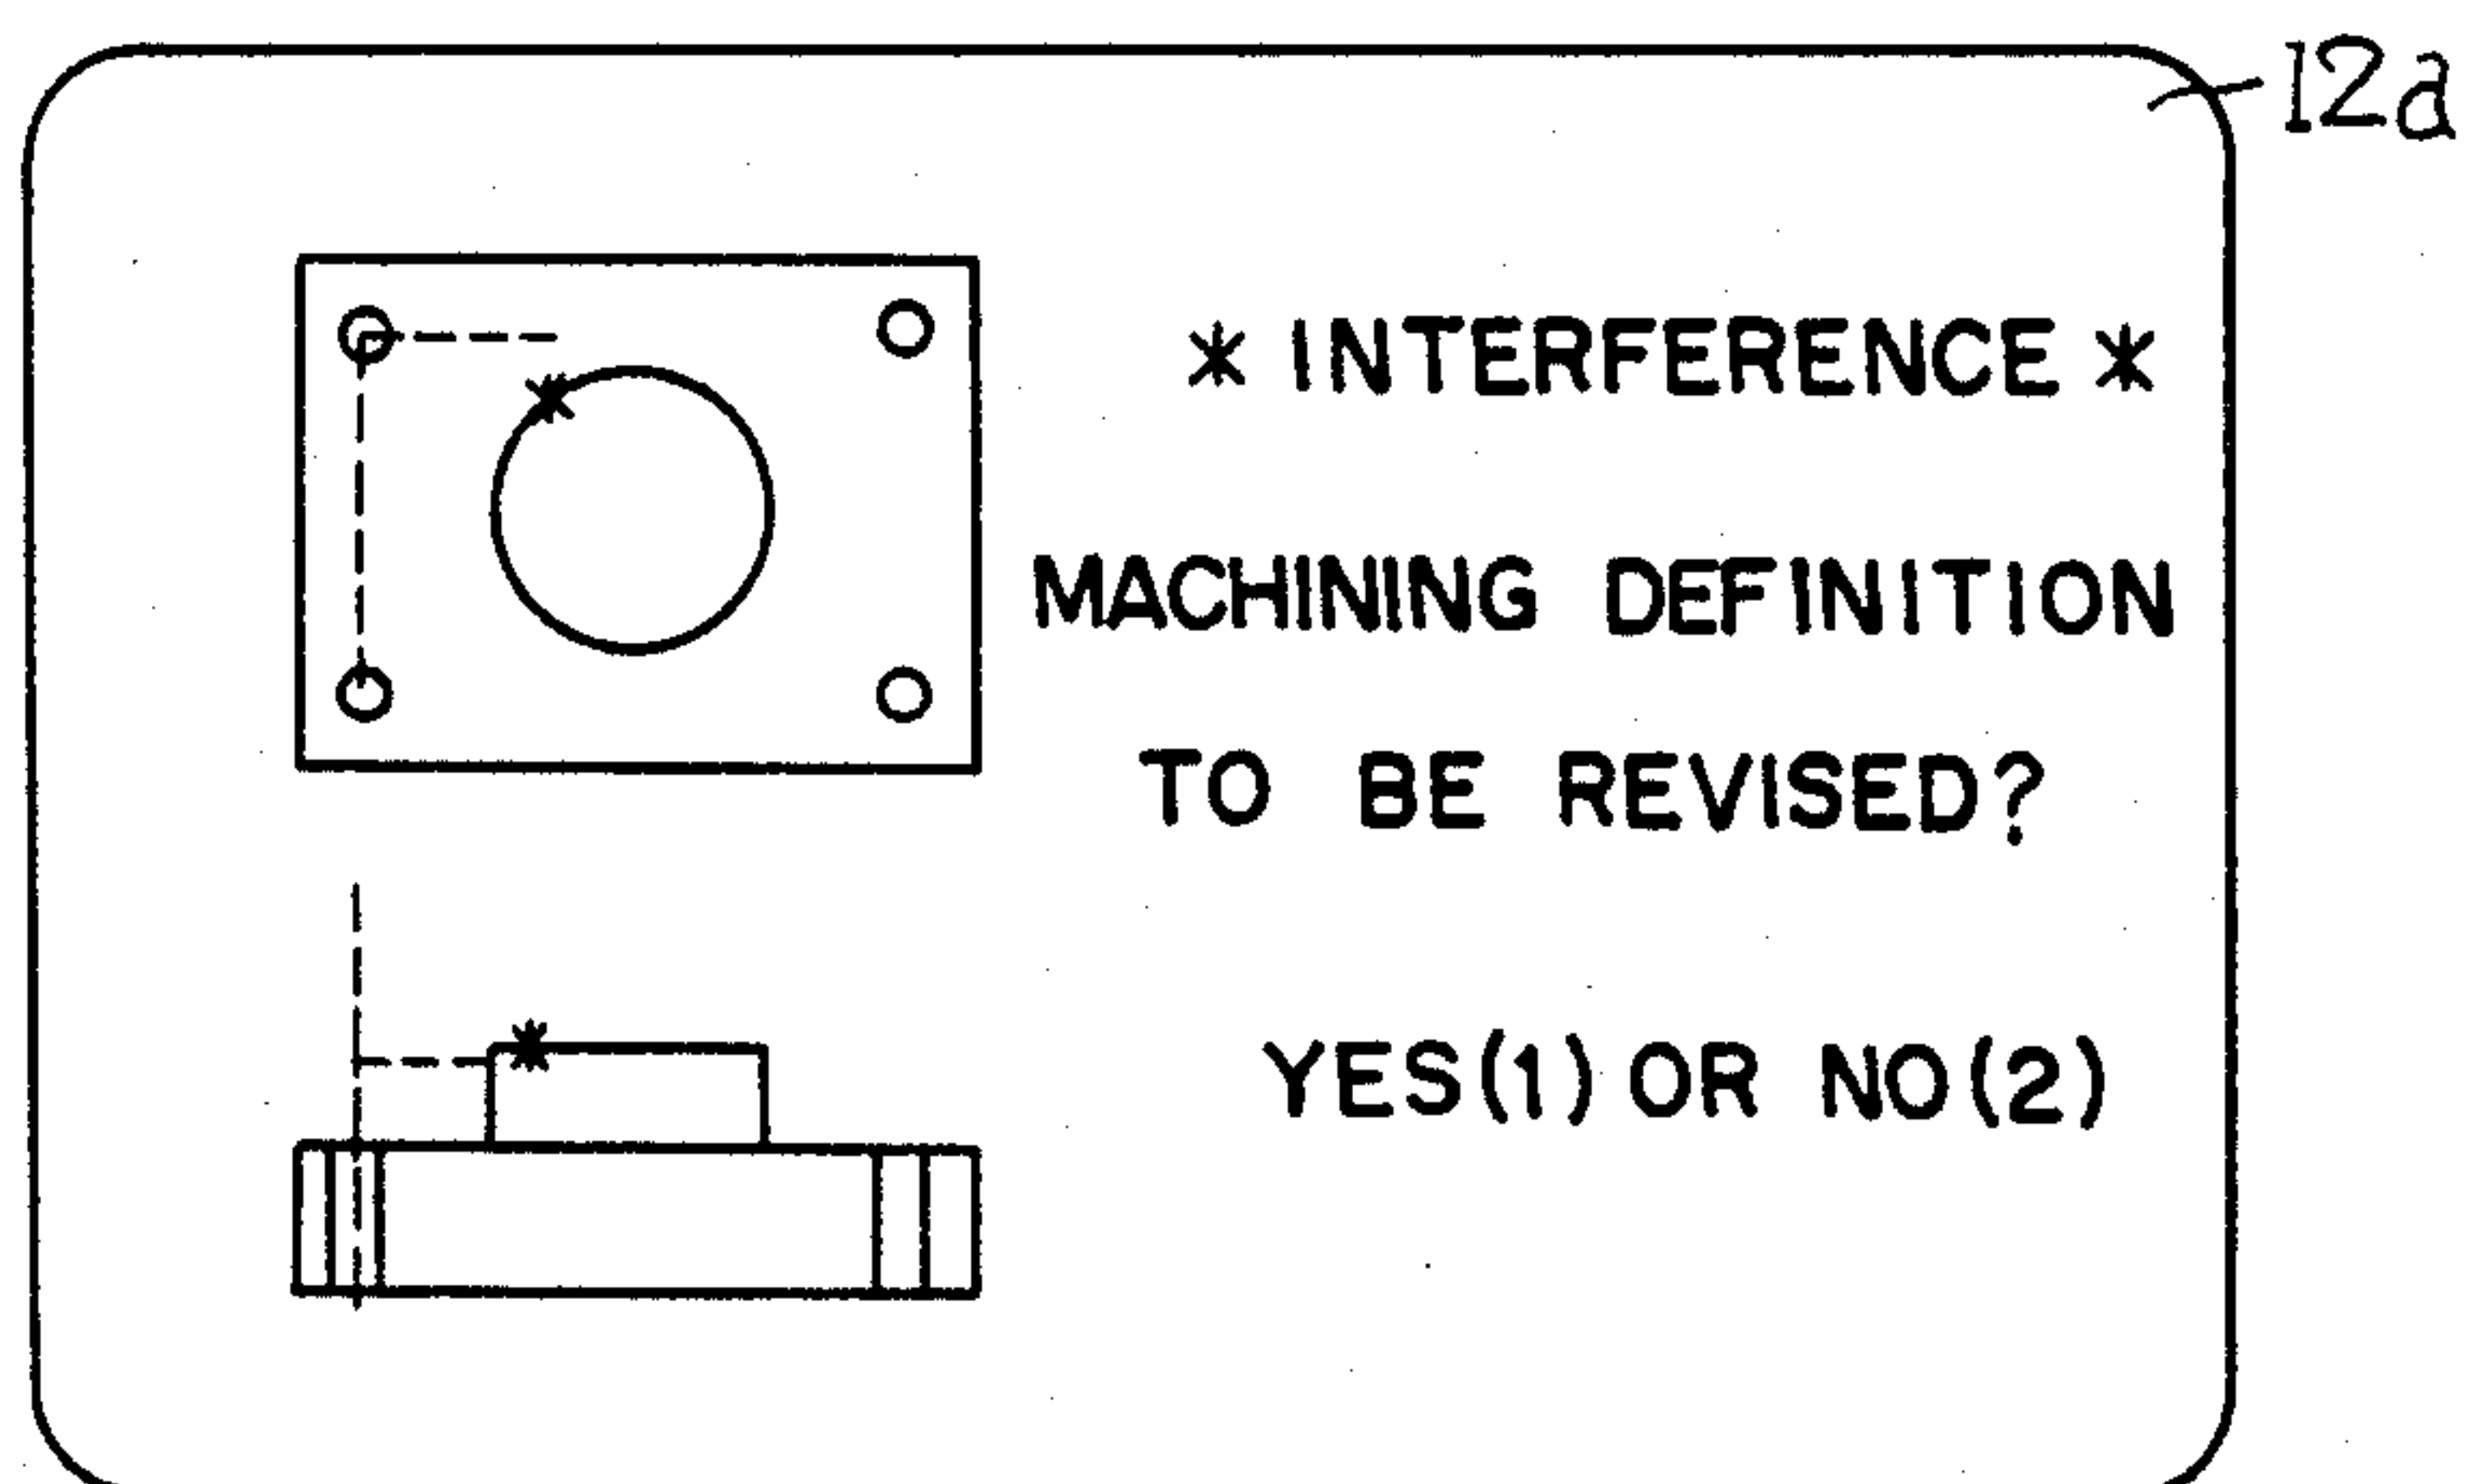 12a
* INTERFERENCE *
MACHINING DEFINITION
TO BE REVISED?
YES(1) OR NO(2)